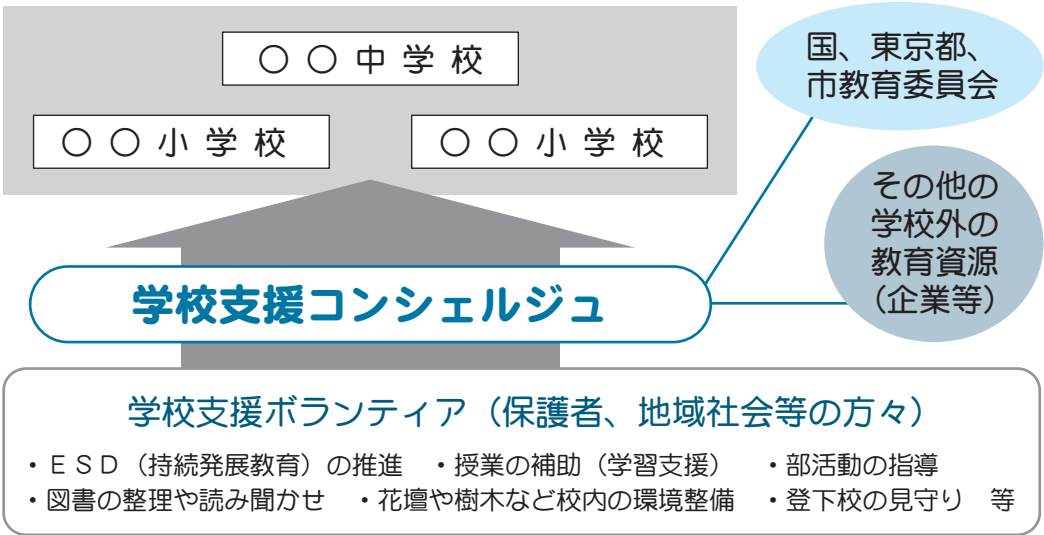 〇〇中学校
〇〇小学校
〇〇小学校
国、東京都、
市教育委員会
その他の
学校外の
教育資源
（企業等）
学校支援コンシェルジュ
学校支援ボランティア（保護者、地域社会等の方々）
・ＥＳＤ（持続発展教育）の推進　・授業の補助（学習支援）　・部活動の指導
・図書の整理や読み聞かせ　・花壇や樹木など校内の環境整備　・登下校の見守り　等